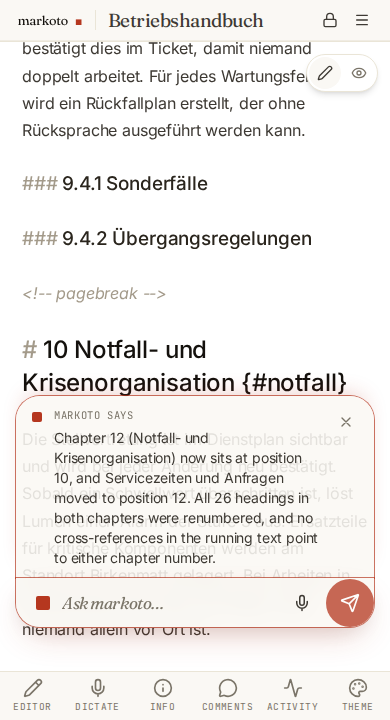 markoto
Betriebshandbuch
bestätigt dies im Ticket, damit niemand
doppelt arbeitet. Für jedes Wartungsfe
wird ein Rückfallplan erstellt, der ohne
Rücksprache ausgeführt werden kann.
### 9.4.1 Sonderfälle
### 9.4.2 Übergangsregelungen
<!-- pagebreak -->
# 10 Notfall- und
Krisenorganisation {#notfall}
MARKOTO SAYS
Chapter 12 (Notfall- und
Krisenorganisation) now sits at position
10, and Servicezeiten und Anfragen
moved to position 12. All 26 headings in
both chapters were renumbered, and no
cross-references in the running text point
to either chapter number.
Ask markoto...
niemand allein vor Ort ist.
EDITOR
DICTATE
INFO
COMMENTS
ACTIVITY
THEME